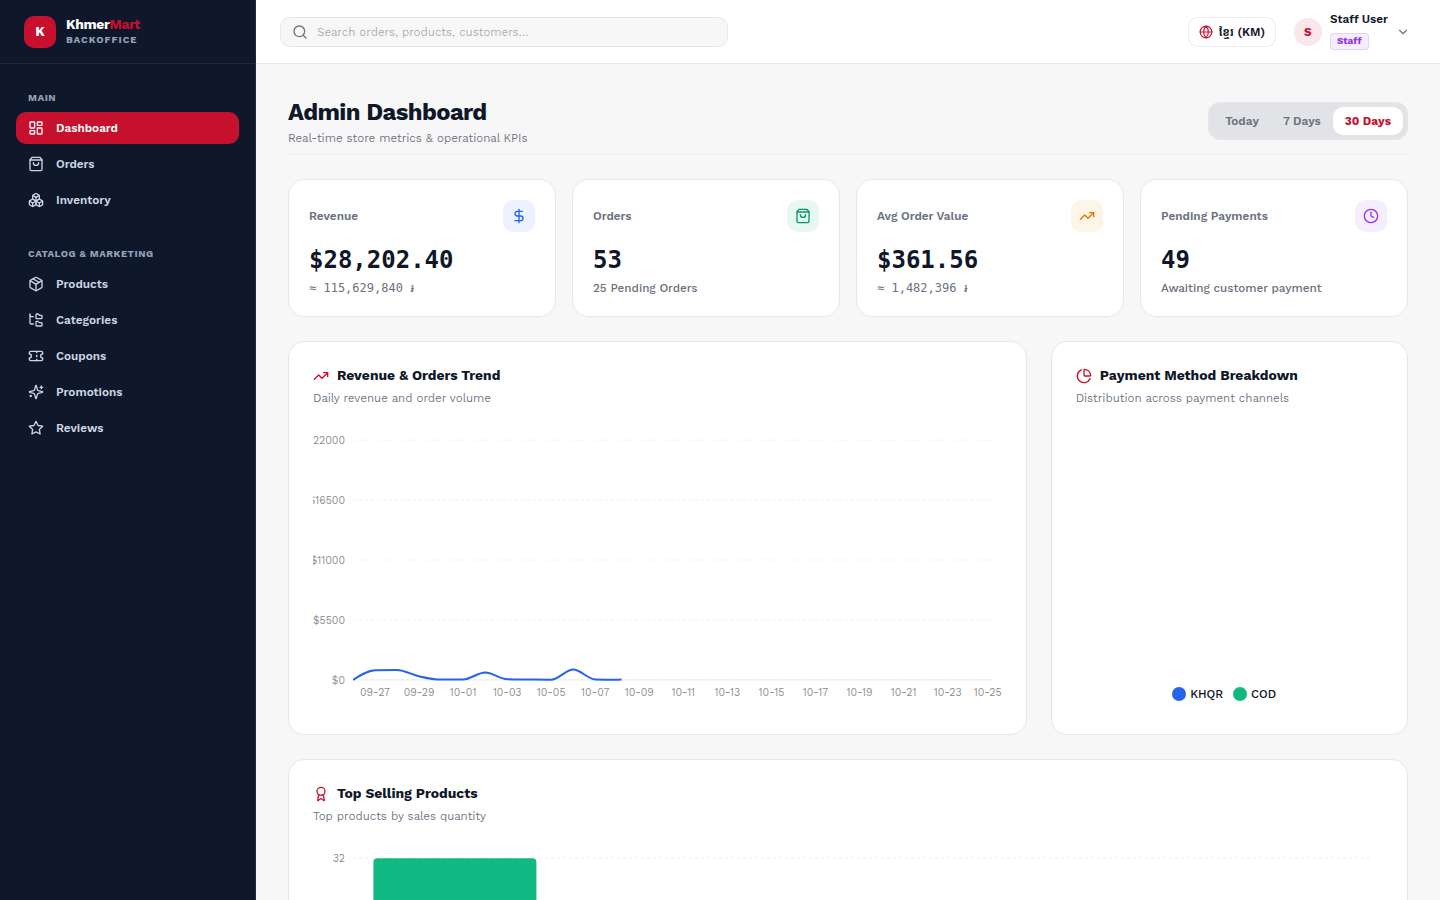 K
KhmerMart
BACKOFFICE
Search orders, products, customers...
ខ្មែរ (KM)
S
Staff User
Staff
MAIN
Dashboard
Orders
Inventory
CATALOG & MARKETING
Products
Categories
Coupons
Promotions
Reviews
Admin Dashboard
Real-time store metrics & operational KPIs
Today
7 Days
30 Days
Revenue
$28,202.40
≈ 115,629,840 ៛
Orders
53
25 Pending Orders
Avg Order Value
$361.56
≈ 1,482,396 ៛
Pending Payments
49
Awaiting customer payment
Revenue & Orders Trend
Daily revenue and order volume
22000
$16500
$11000
$5500
$0
09-27 09-29 10-01 10-03 10-05 10-07 10-09 10-11 10-13 10-15 10-17 10-19 10-21 10-23 10-25
Payment Method Breakdown
Distribution across payment channels
KHQR COD
Top Selling Products
Top products by sales quantity
32